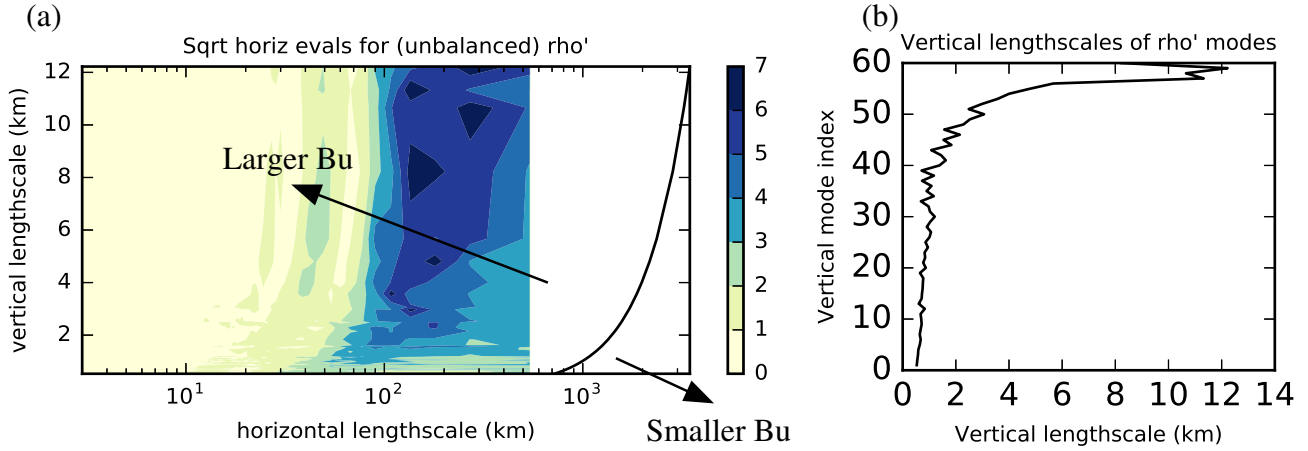 (a)
Sqrt horiz evals for (unbalanced) rho'
12
10
8
6
4
2
vertical lengthscale (km)
Larger Bu
10¹
10²
10³
horizontal lengthscale (km)
Smaller Bu
7
6
5
4
3
2
1
0
(b)
Vertical lengthscales of rho' modes
60
50
40
30
20
10
0
Vertical mode index
0 2 4 6 8 10 12 14
Vertical lengthscale (km)